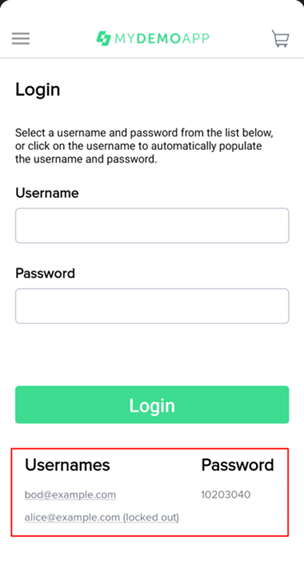 MYDEMOAPP
Login
Select a username and password from the list below,
or click on the username to automatically populate
the username and password.
Username
Password
Login
Usernames Password
bod@example.com 10203040
alice@example.com (locked out)